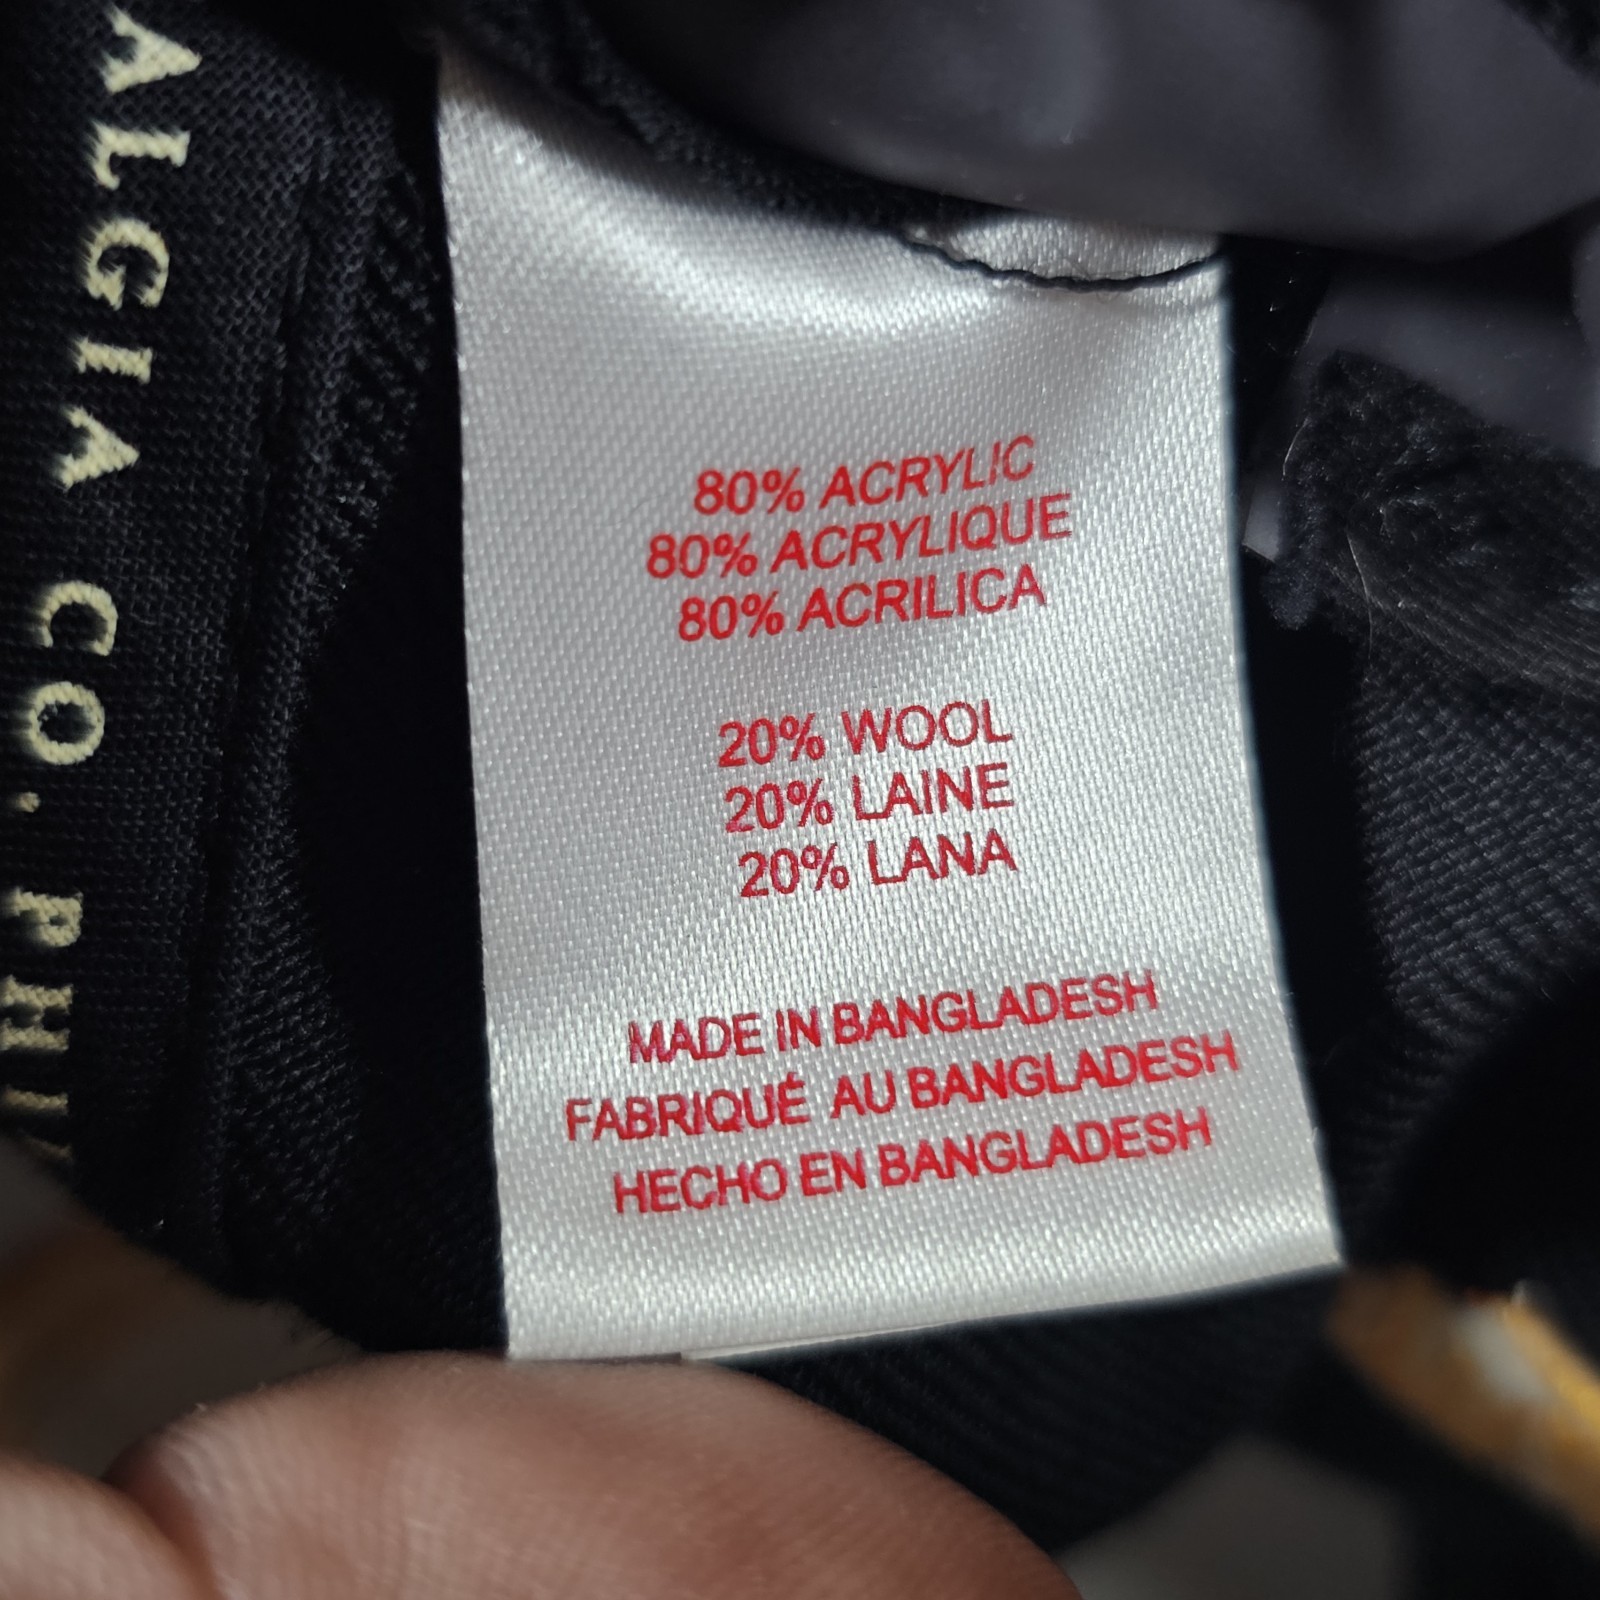 ALGIA CO. PHI
80% ACRYLIC
80% ACRYLIQUE
80% ACRILICA
20% WOOL
20% LAINE
20% LANA
MADE IN BANGLADESH
FABRIQUÉ AU BANGLADESH
HECHO EN BANGLADESH